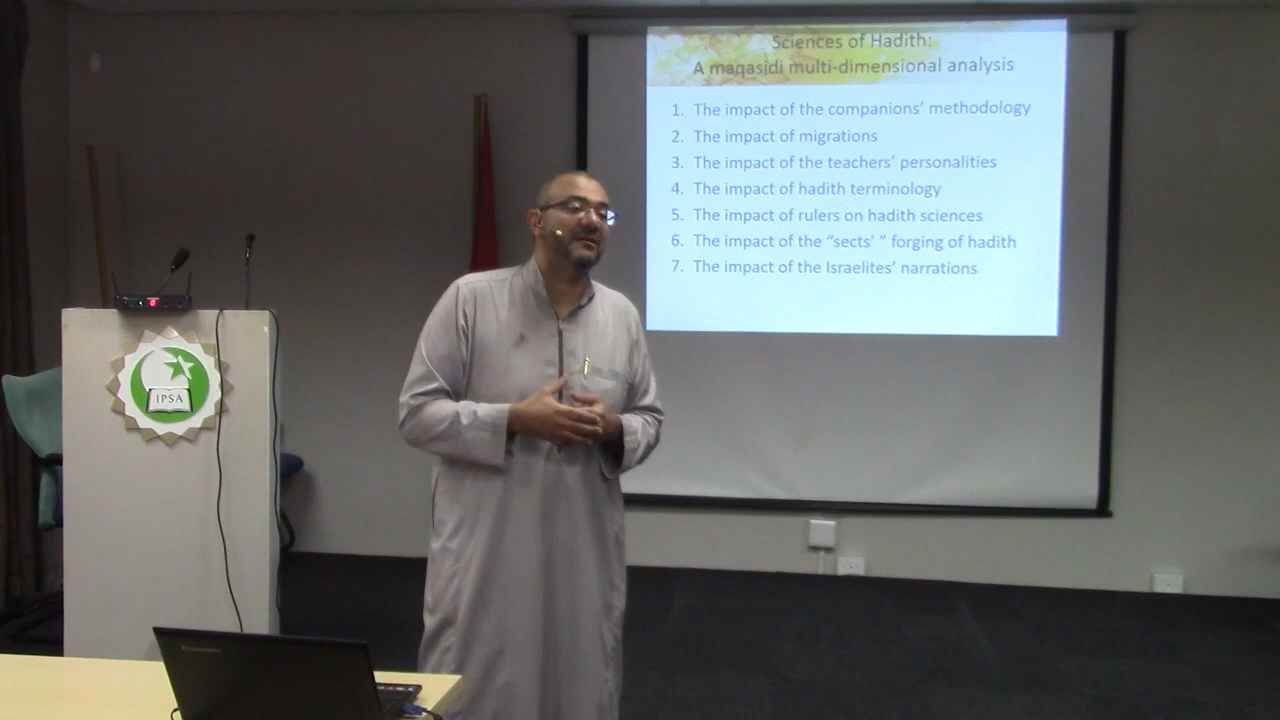 Sciences of Hadith:
A maqasidi multi-dimensional analysis
1. The impact of the companions’ methodology
2. The impact of migrations
3. The impact of the teachers’ personalities
4. The impact of hadith terminology
5. The impact of rulers on hadith sciences
6. The impact of the “sects’ ” forging of hadith
7. The impact of the Israelites’ narrations
IPSA